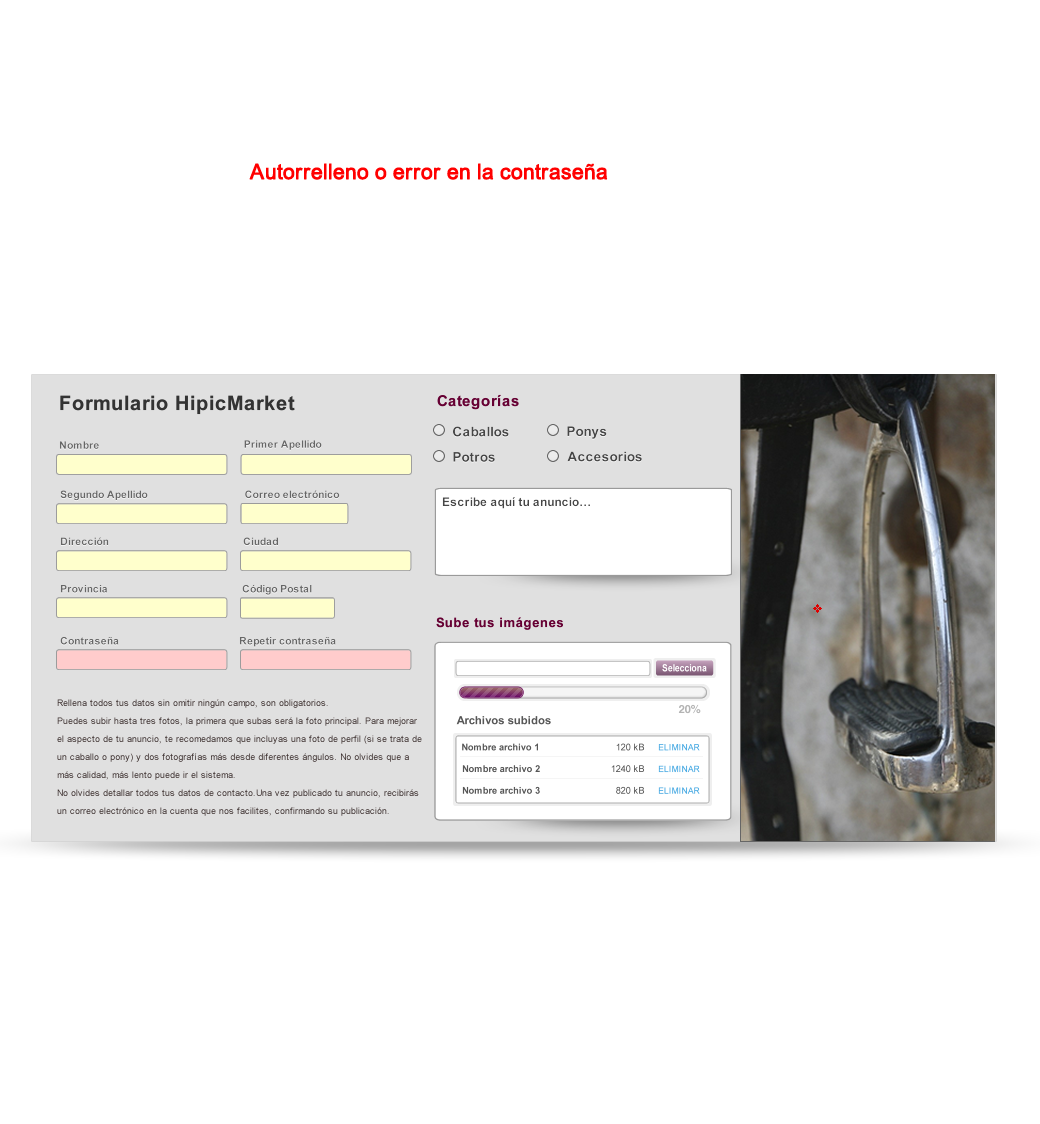 Autorrelleno o error en la contraseña
Formulario HipicMarket
Nombre
Primer Apellido
Segundo Apellido
Correo electrónico
Dirección
Ciudad
Provincia
Código Postal
Contraseña
Repetir contraseña
Rellena todos tus datos sin omitir ningún campo, son obligatorios.
Puedes subir hasta tres fotos, la primera que subas será la foto principal. Para mejorar
el aspecto de tu anuncio, te recomedamos que incluyas una foto de perfil (si se trata de
un caballo o pony) y dos fotografías más desde diferentes ángulos. No olvides que a
más calidad, más lento puede ir el sistema.
No olvides detallar todos tus datos de contacto.Una vez publicado tu anuncio, recibirás
un correo electrónico en la cuenta que nos facilites, confirmando su publicación.
Categorías
Caballos
Ponys
Potros
Accesorios
Escribe aquí tu anuncio...
Sube tus imágenes
Selecciona
20%
Archivos subidos
Nombre archivo 1 120 kB ELIMINAR
Nombre archivo 2 1240 kB ELIMINAR
Nombre archivo 3 820 kB ELIMINAR